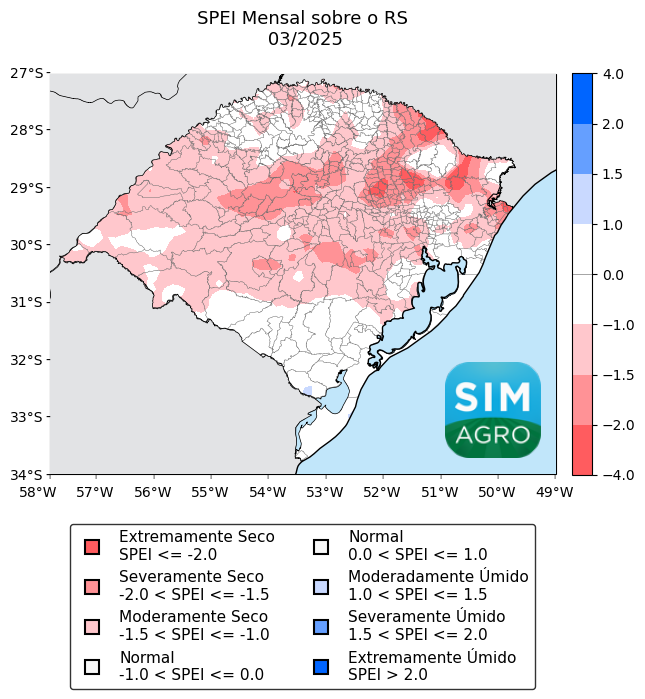 SPEI Mensal sobre o RS
03/2025
27°S
28°S
29°S
30°S
31°S
32°S
33°S
34°S
58°W 57°W 56°W 55°W 54°W 53°W 52°W 51°W 50°W 49°W
4.0
2.0
1.5
1.0
0.0
−1.0
−1.5
−2.0
−4.0
SIM
AGRO
Extremamente Seco
SPEI <= -2.0
Severamente Seco
-2.0 < SPEI <= -1.5
Moderamente Seco
-1.5 < SPEI <= -1.0
Normal
-1.0 < SPEI <= 0.0
Normal
0.0 < SPEI <= 1.0
Moderadamente Úmido
1.0 < SPEI <= 1.5
Severamente Úmido
1.5 < SPEI <= 2.0
Extremamente Úmido
SPEI > 2.0